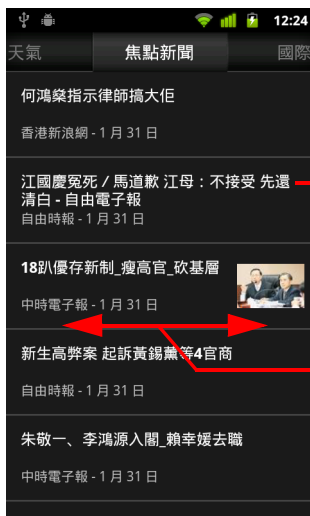 12:24
天氣 焦點新聞 國際
何鴻燊指示律師搞大佢
香港新浪網 - 1 月 31 日
江國慶冤死 / 馬道歉 江母：不接受 先還
清白 - 自由電子報
自由時報 - 1 月 31 日
18趴優存新制_瘦高官_砍基層
中時電子報 - 1 月 31 日
新生高弊案 起訴黃錫薰等4官商
自由時報 - 1 月 31 日
朱敬一、李鴻源入閣_賴幸媛去職
中時電子報 - 1 月 31 日